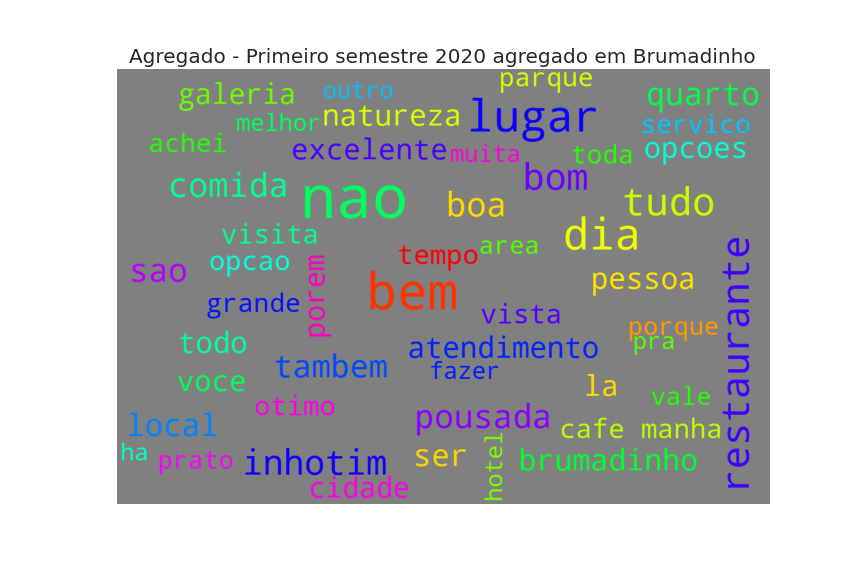 Agregado - Primeiro semestre 2020 agregado em Brumadinho
parque
galeria
outro
quarto
natureza
lugar
melhor
servico
achei
excelente
muita
toda
opcoes
comida
nao
bom
boa
tudo
visita
dia
area
tempo
opcao
sao
porem
bem
pessoa
restaurante
grande
vista
porque
pra
todo
atendimento
tambem
fazer
voce
la
vale
otimo
local
pousada
cafe manha
ha
prato
inhotim
ser
hotel
brumadinho
cidade